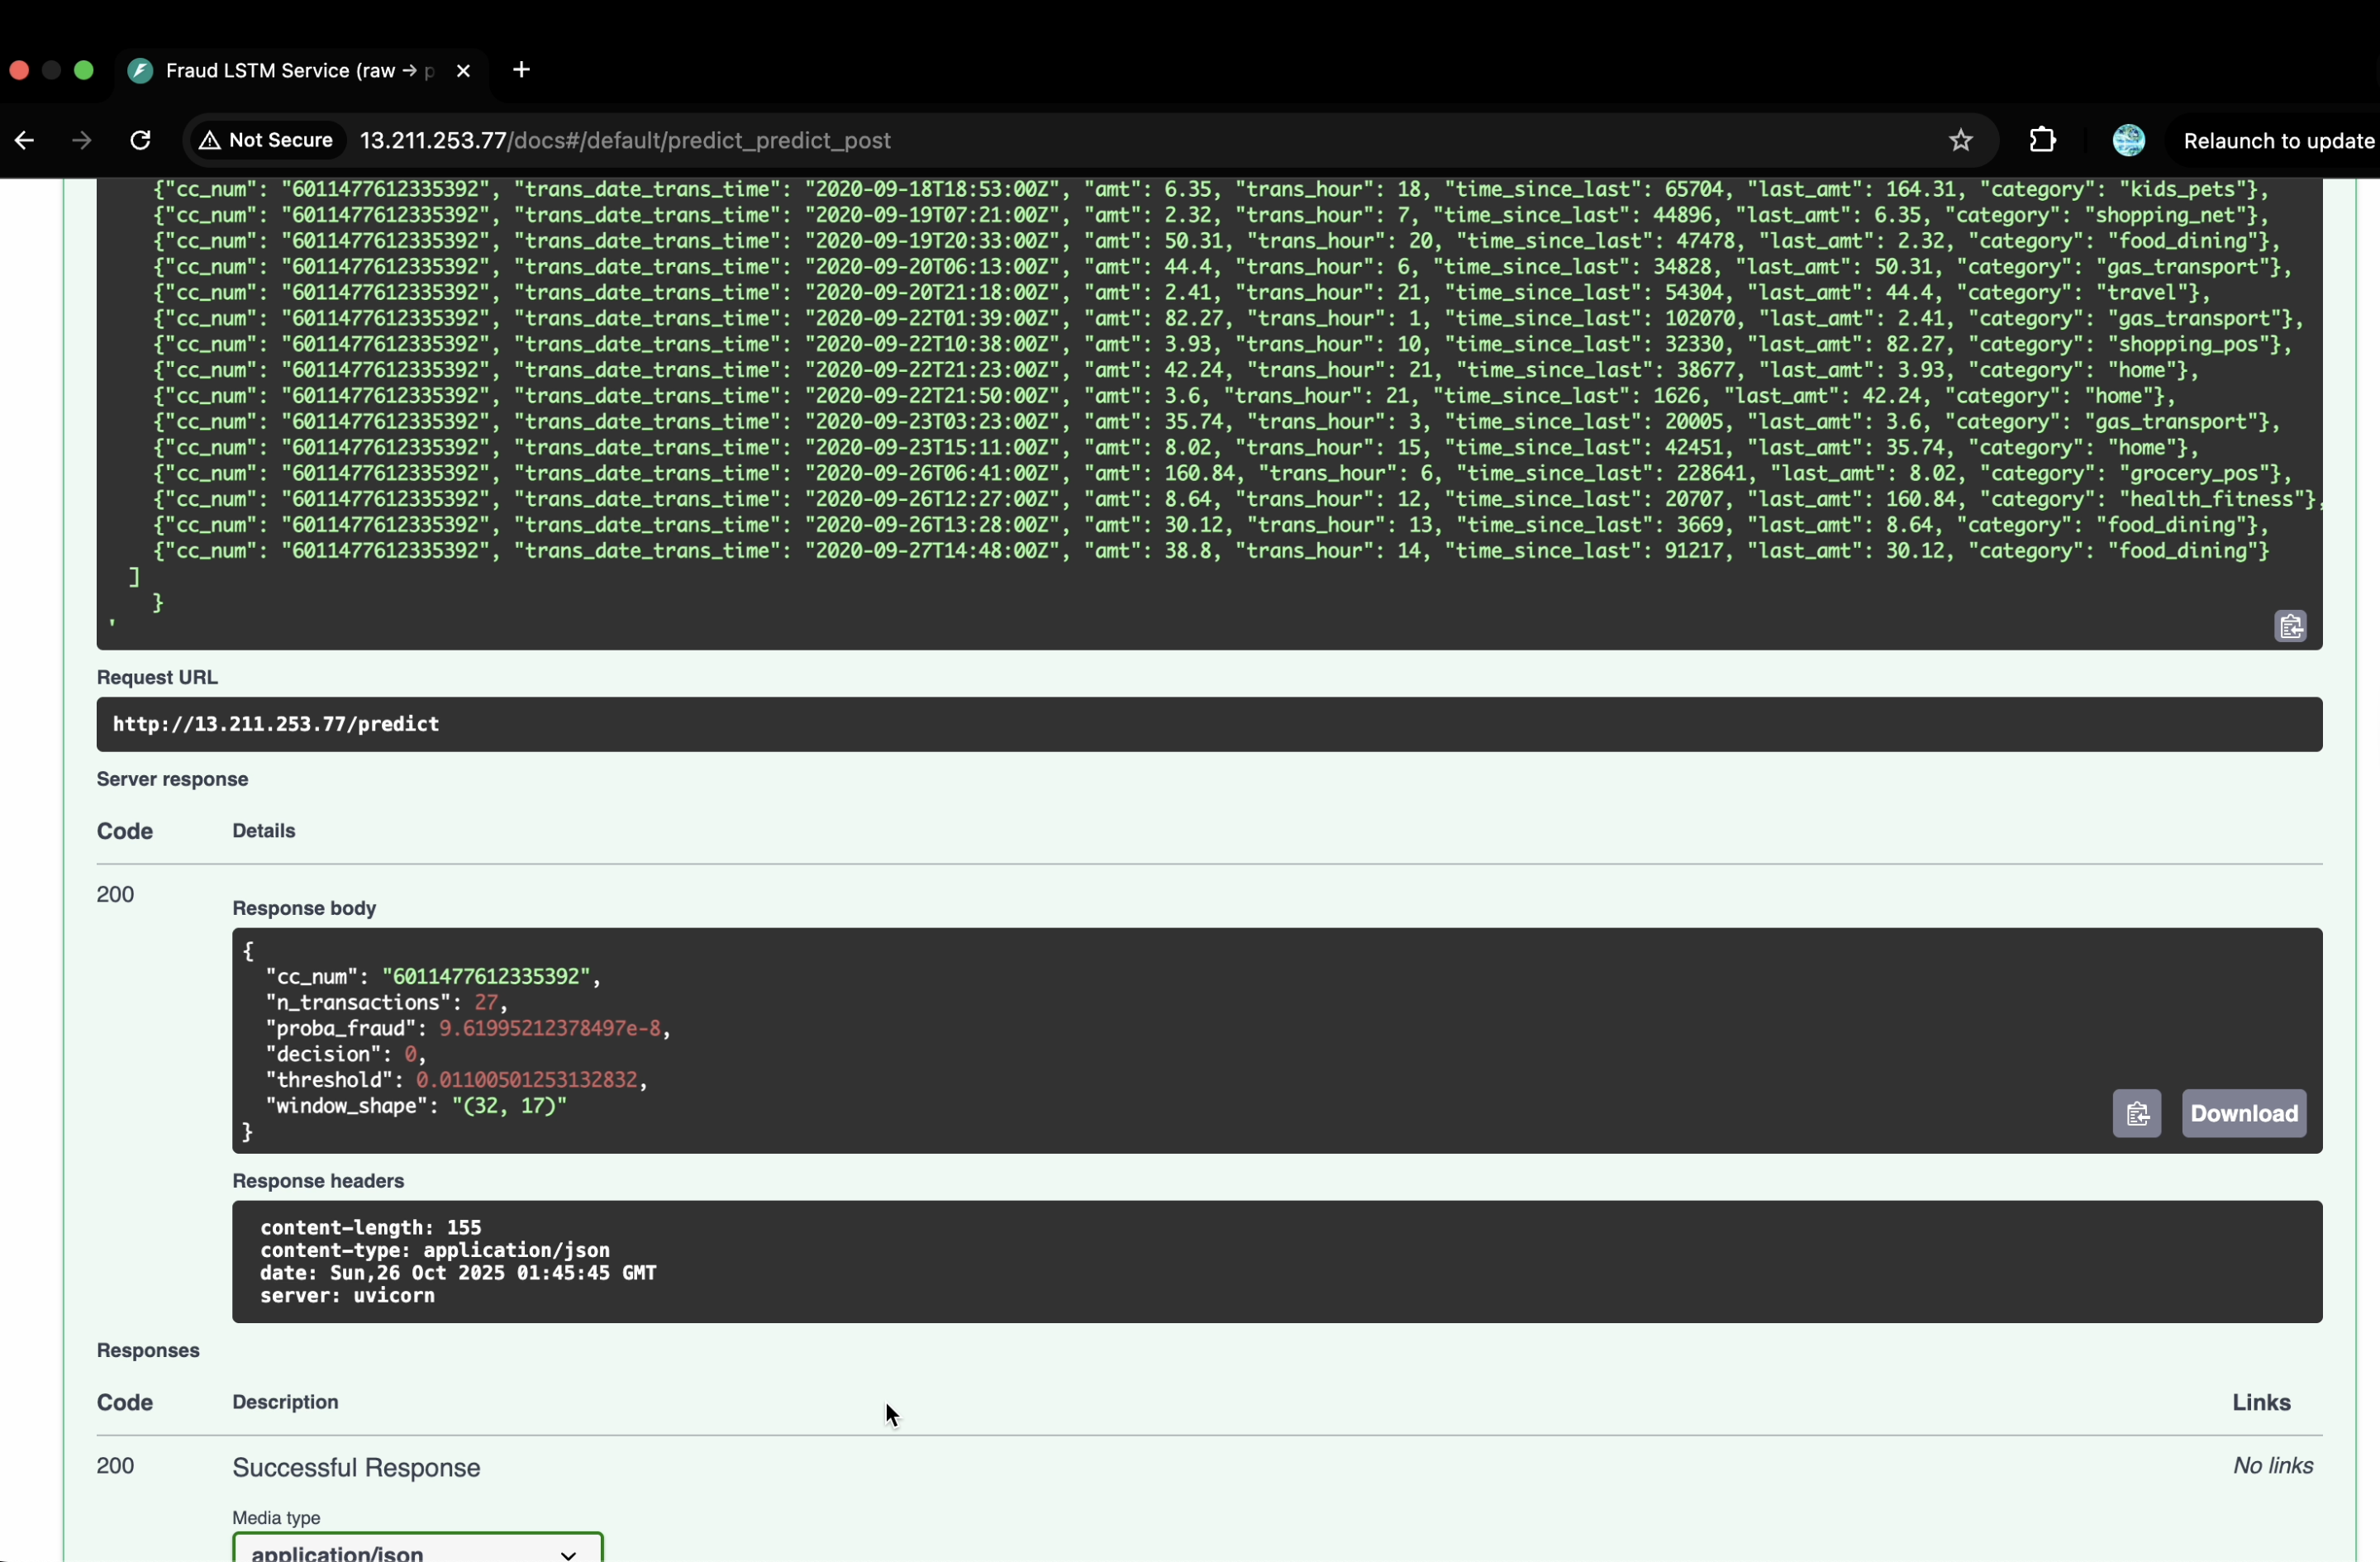 Fraud LSTM Service (raw → p
Not Secure 13.211.253.77/docs#/default/predict_predict_post Relaunch to update
{"cc_num": "6011477612335392", "trans_date_trans_time": "2020-09-18T18:53:00Z", "amt": 6.35, "trans_hour": 18, "time_since_last": 65704, "last_amt": 164.31, "category": "kids_pets"},
{"cc_num": "6011477612335392", "trans_date_trans_time": "2020-09-19T07:21:00Z", "amt": 2.32, "trans_hour": 7, "time_since_last": 44896, "last_amt": 6.35, "category": "shopping_net"},
{"cc_num": "6011477612335392", "trans_date_trans_time": "2020-09-19T20:33:00Z", "amt": 50.31, "trans_hour": 20, "time_since_last": 47478, "last_amt": 2.32, "category": "food_dining"},
{"cc_num": "6011477612335392", "trans_date_trans_time": "2020-09-20T06:13:00Z", "amt": 44.4, "trans_hour": 6, "time_since_last": 34828, "last_amt": 50.31, "category": "gas_transport"},
{"cc_num": "6011477612335392", "trans_date_trans_time": "2020-09-20T21:18:00Z", "amt": 2.41, "trans_hour": 21, "time_since_last": 54304, "last_amt": 44.4, "category": "travel"},
{"cc_num": "6011477612335392", "trans_date_trans_time": "2020-09-22T01:39:00Z", "amt": 82.27, "trans_hour": 1, "time_since_last": 102070, "last_amt": 2.41, "category": "gas_transport"},
{"cc_num": "6011477612335392", "trans_date_trans_time": "2020-09-22T10:38:00Z", "amt": 3.93, "trans_hour": 10, "time_since_last": 32330, "last_amt": 82.27, "category": "shopping_pos"},
{"cc_num": "6011477612335392", "trans_date_trans_time": "2020-09-22T21:23:00Z", "amt": 42.24, "trans_hour": 21, "time_since_last": 38677, "last_amt": 3.93, "category": "home"},
{"cc_num": "6011477612335392", "trans_date_trans_time": "2020-09-22T21:50:00Z", "amt": 3.6, "trans_hour": 21, "time_since_last": 1626, "last_amt": 42.24, "category": "home"},
{"cc_num": "6011477612335392", "trans_date_trans_time": "2020-09-23T03:23:00Z", "amt": 35.74, "trans_hour": 3, "time_since_last": 20005, "last_amt": 3.6, "category": "gas_transport"},
{"cc_num": "6011477612335392", "trans_date_trans_time": "2020-09-23T15:11:00Z", "amt": 8.02, "trans_hour": 15, "time_since_last": 42451, "last_amt": 35.74, "category": "home"},
{"cc_num": "6011477612335392", "trans_date_trans_time": "2020-09-26T06:41:00Z", "amt": 160.84, "trans_hour": 6, "time_since_last": 228641, "last_amt": 8.02, "category": "grocery_pos"},
{"cc_num": "6011477612335392", "trans_date_trans_time": "2020-09-26T12:27:00Z", "amt": 8.64, "trans_hour": 12, "time_since_last": 20707, "last_amt": 160.84, "category": "health_fitness"},
{"cc_num": "6011477612335392", "trans_date_trans_time": "2020-09-26T13:28:00Z", "amt": 30.12, "trans_hour": 13, "time_since_last": 3669, "last_amt": 8.64, "category": "food_dining"},
{"cc_num": "6011477612335392", "trans_date_trans_time": "2020-09-27T14:48:00Z", "amt": 38.8, "trans_hour": 14, "time_since_last": 91217, "last_amt": 30.12, "category": "food_dining"}
]
}
'
Request URL
http://13.211.253.77/predict
Server response
Code Details
200
Response body
{
"cc_num": "6011477612335392",
"n_transactions": 27,
"proba_fraud": 9.61995212378497e-8,
"decision": 0,
"threshold": 0.01100501253132832,
"window_shape": "(32, 17)"
}
Download
Response headers
content-length: 155
content-type: application/json
date: Sun,26 Oct 2025 01:45:45 GMT
server: uvicorn
Responses
Code Description Links
200 Successful Response No links
Media type
application/json